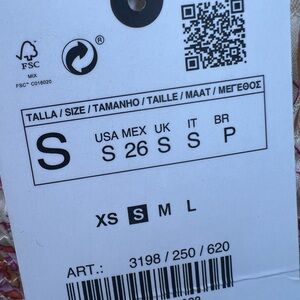 FSC
MIX
FSC™ C016020
TALLA / SIZE / TAMANHO / TAILLE / MAAT / ΜΕΓΕΘΟΣ
S
USA MEX UK IT BR
S 26 S S P
XS S M L
ART.: 3198 / 250 / 620